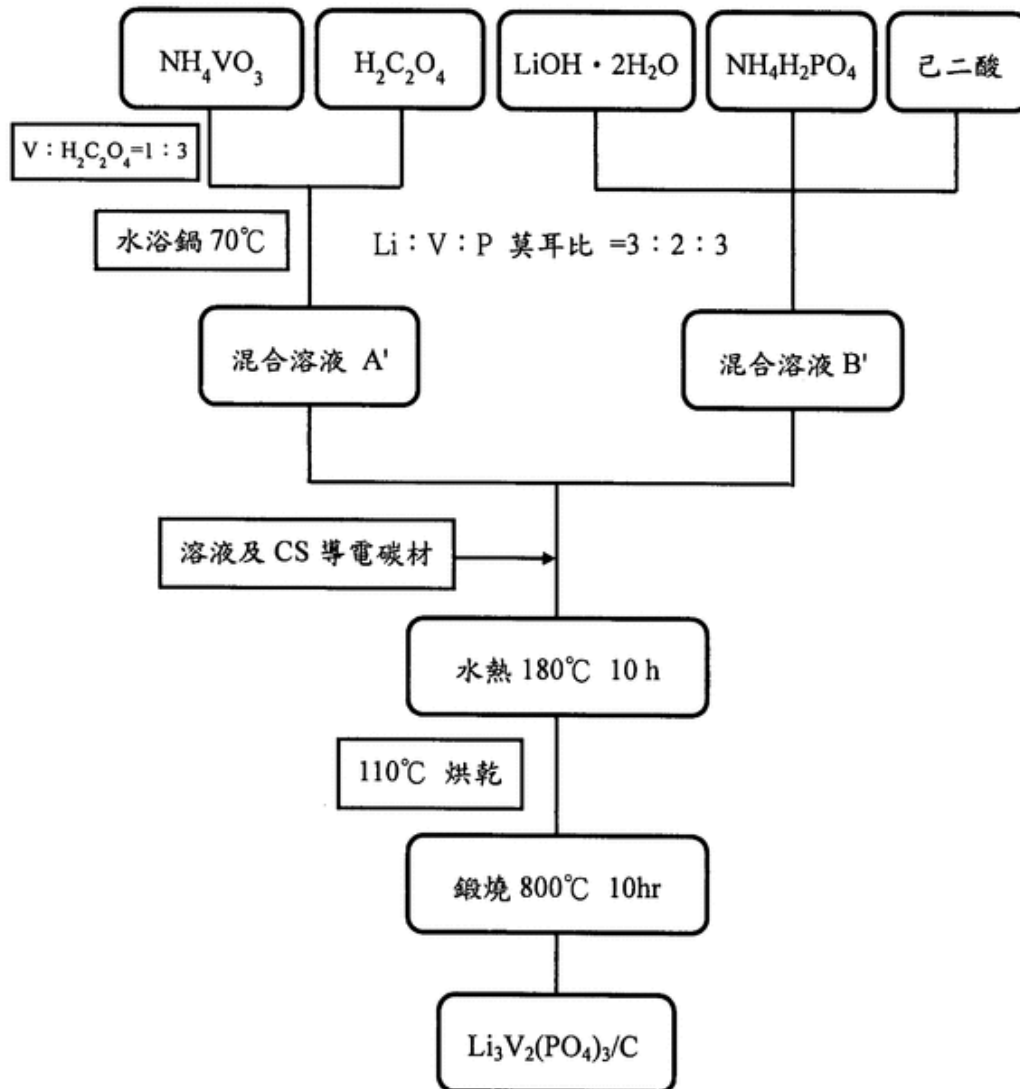 NH₄VO₃
H₂C₂O₄
LiOH·2H₂O
NH₄H₂PO₄
己二酸
V：H₂C₂O₄=1：3
水浴鍋 70℃
Li：V：P 莫耳比 =3：2：3
混合溶液 A'
混合溶液 B'
溶液及 CS 導電碳材
水熱 180℃ 10 h
110℃ 烘乾
鍛燒 800℃ 10hr
Li₃V₂(PO₄)₃/C